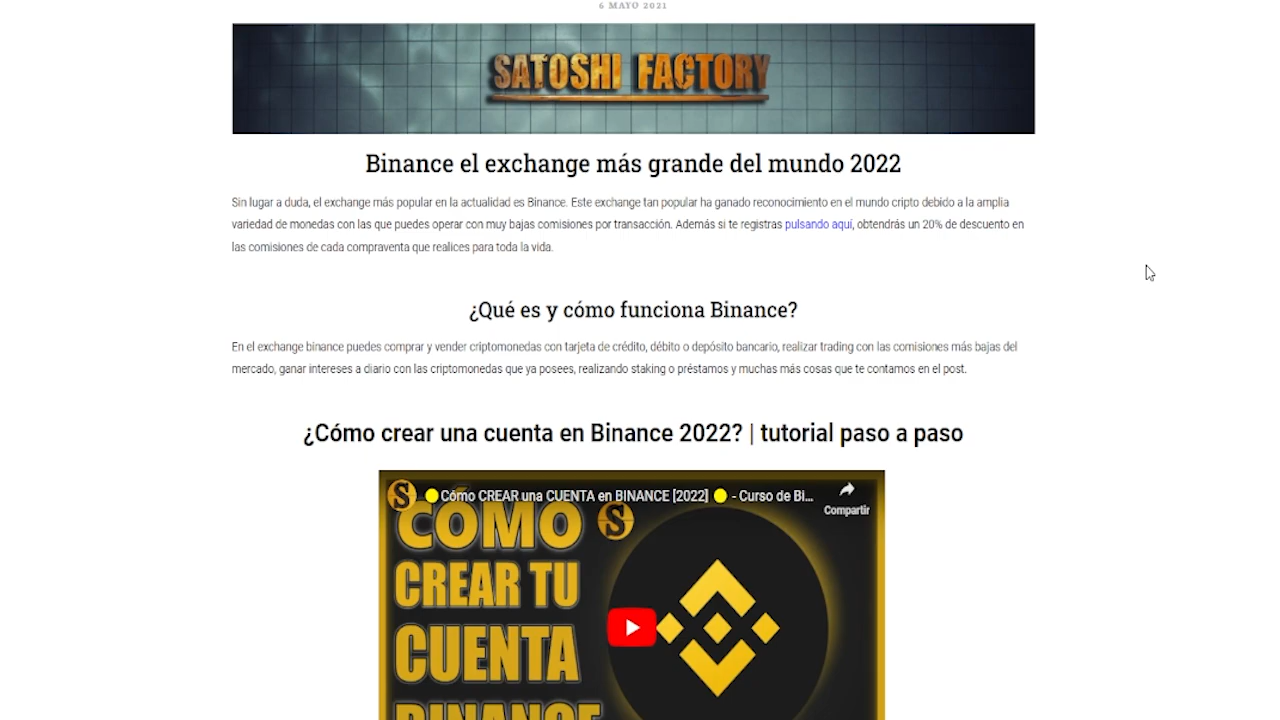 6 MAYO 2021
SATOSHI FACTORY
Binance el exchange más grande del mundo 2022
Sin lugar a duda, el exchange más popular en la actualidad es Binance. Este exchange tan popular ha ganado reconocimiento en el mundo cripto debido a la amplia
variedad de monedas con las que puedes operar con muy bajas comisiones por transacción. Además si te registras pulsando aquí, obtendrás un 20% de descuento en
las comisiones de cada compraventa que realices para toda la vida.
¿Qué es y cómo funciona Binance?
En el exchange binance puedes comprar y vender criptomonedas con tarjeta de crédito, débito o depósito bancario, realizar trading con las comisiones más bajas del
mercado, ganar intereses a diario con las criptomonedas que ya posees, realizando staking o préstamos y muchas más cosas que te contamos en el post.
¿Cómo crear una cuenta en Binance 2022? | tutorial paso a paso
Cómo CREAR una CUENTA en BINANCE [2022] - Curso de Bi...
Compartir
CÓMO
CREAR TU
CUENTA
BINANCE